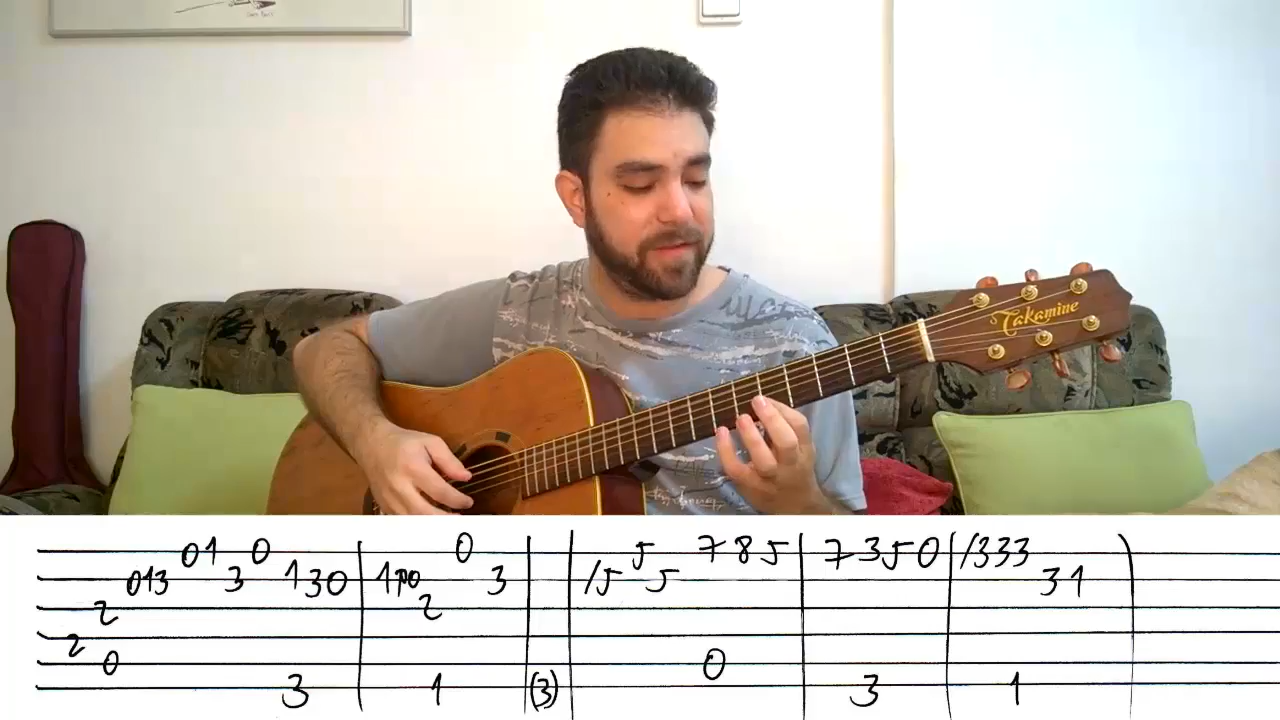 Takamine
01 0 0 5 785 7350 /333
013 3 130 1po 3 /5 5 31
2 2
2
0 0
3 1 (3) 3 1